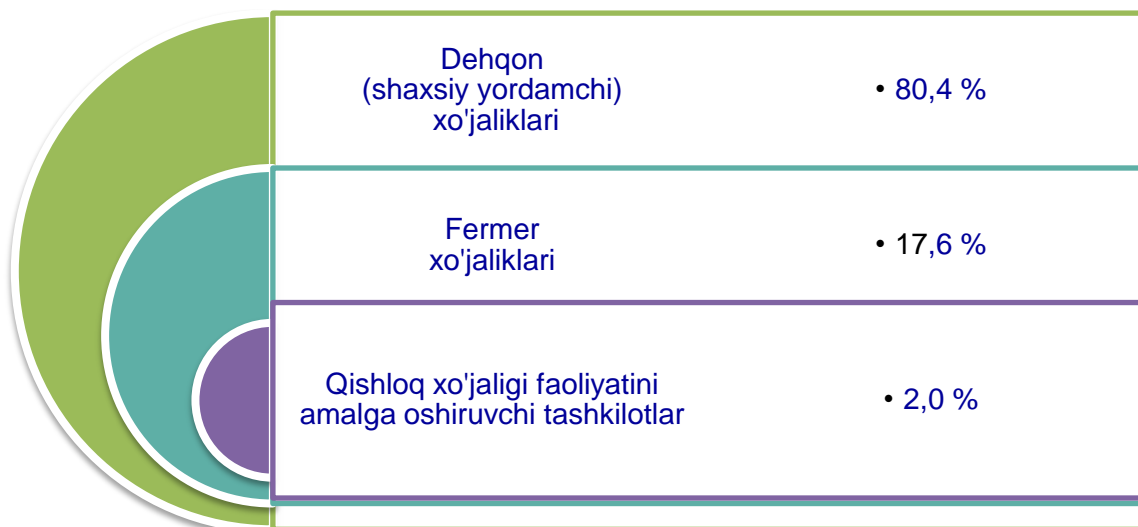 Dehqon
(shaxsiy yordamchi)
xo'jaliklari
• 80,4 %
Fermer
xo'jaliklari
• 17,6 %
Qishloq xo'jaligi faoliyatini
amalga oshiruvchi tashkilotlar
• 2,0 %